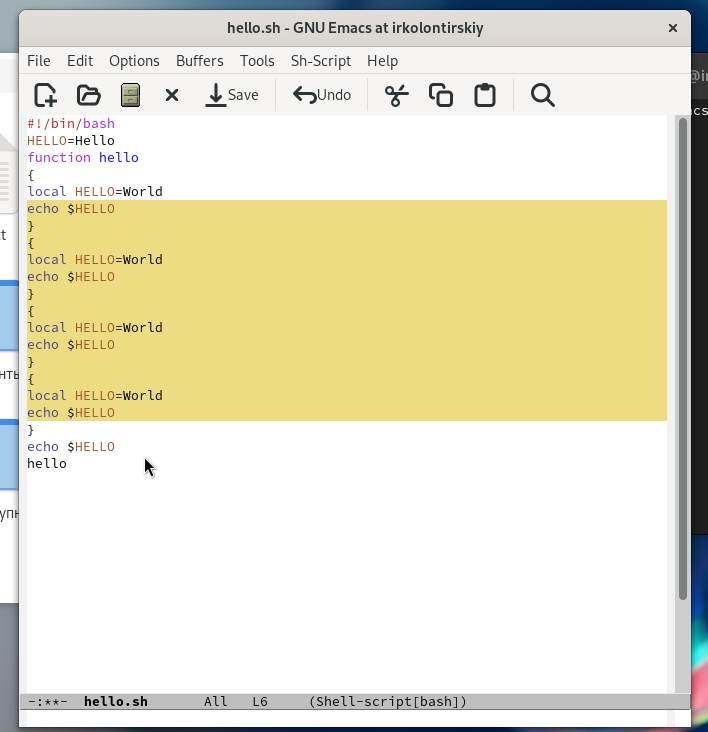 hello.sh - GNU Emacs at irkolontirskiy
File Edit Options Buffers Tools Sh-Script Help
Save Undo
#!/bin/bash
HELLO=Hello
function hello
{
local HELLO=World
echo $HELLO
}
{
local HELLO=World
echo $HELLO
}
{
local HELLO=World
echo $HELLO
}
{
local HELLO=World
echo $HELLO
}
echo $HELLO
hello
-:**- hello.sh All L6 (Shell-script[bash])